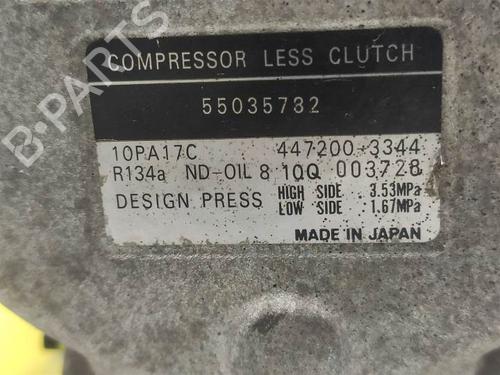 COMPRESSOR LESS CLUTCH
55035732
10PA17C 447200-3344
R134a ND-OIL 8 10Q 003728
DESIGN PRESS HIGH SIDE 3.53MPa
LOW SIDE 1.67MPa
MADE IN JAPAN
B-PARTS